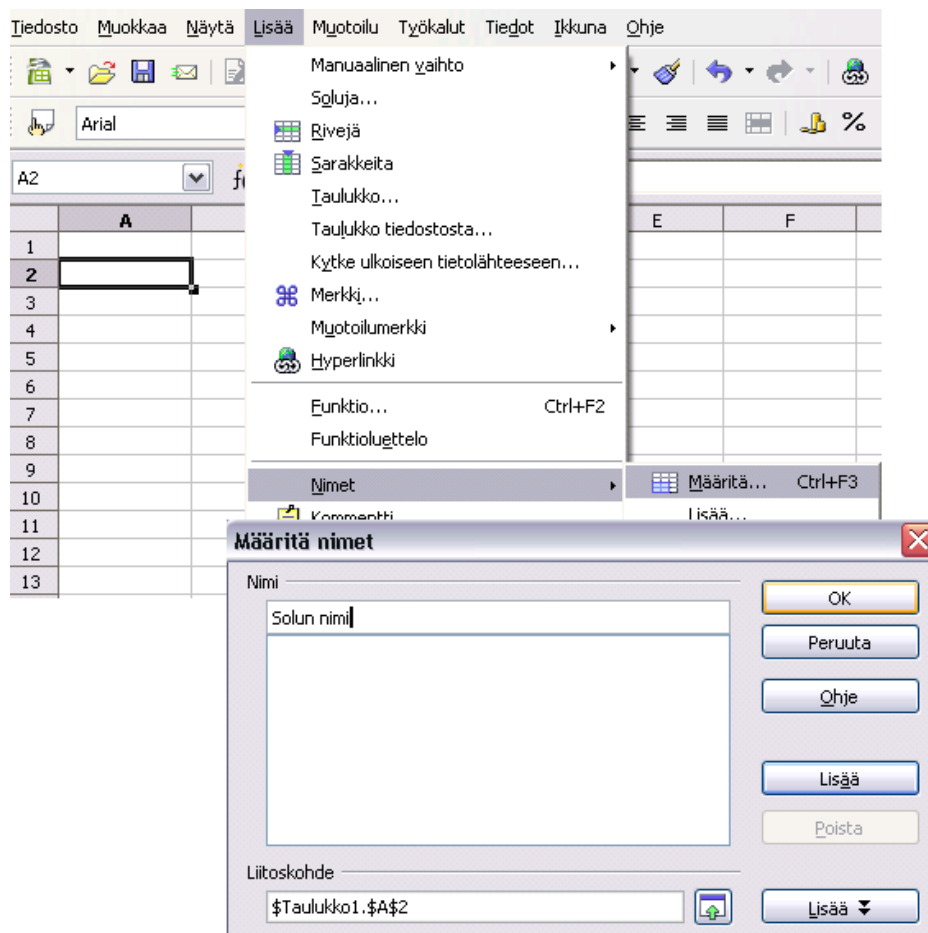 Tiedosto Muokkaa Näytä Lisää Muotoilu Työkalut Tiedot Ikkuna Ohje
Manuaalinen vaihto
Soluja...
Arial
%
Rivejä
A2
Sarakkeita
Taulukko...
A E F
Taulukko tiedostosta...
1
Kytke ulkoiseen tietolähteeseen...
2
Merkki...
3
Muotoilumerkki
4
Hyperlinkki
5
6
Funktio... Ctrl+F2
7
Funktioluettelo
8
9
Nimet
Määritä... Ctrl+F3
10
Kommentti
Lisää...
11
12
13
Määritä nimet
Nimi
OK
Solun nimi
Peruuta
Ohje
Lisää
Poista
Liitoskohde
$Taulukko1.$A$2
Lisää